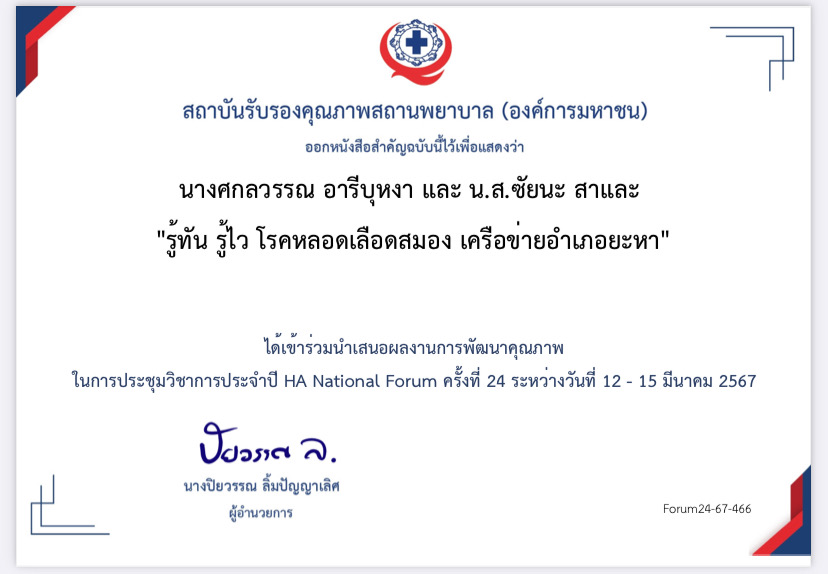 สถาบันรับรองคุณภาพสถานพยาบาล (องค์การมหาชน)
ออกหนังสือสำคัญฉบับนี้ไว้เพื่อแสดงว่า
นางศกลวรรณ อารีบุหงา และ น.ส.ซัยนะ สาและ
"รู้ทัน รู้ไว โรคหลอดเลือดสมอง เครือข่ายอำเภอยะหา"
ได้เข้าร่วมนำเสนอผลงานการพัฒนาคุณภาพ
ในการประชุมวิชาการประจำปี HA National Forum ครั้งที่ 24 ระหว่างวันที่ 12 - 15 มีนาคม 2567
ปิยวรรณ ล.
นางปิยวรรณ ลิ้มปัญญาเลิศ
ผู้อำนวยการ
Forum24-67-466